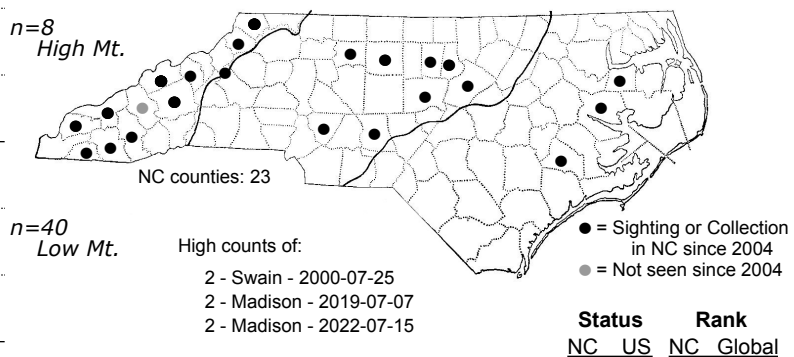 n=8
High Mt.
NC counties: 23
n=40
Low Mt.
High counts of:
2 - Swain - 2000-07-25
2 - Madison - 2019-07-07
2 - Madison - 2022-07-15
● = Sighting or Collection
in NC since 2004
● = Not seen since 2004
Status Rank
NC US NC Global